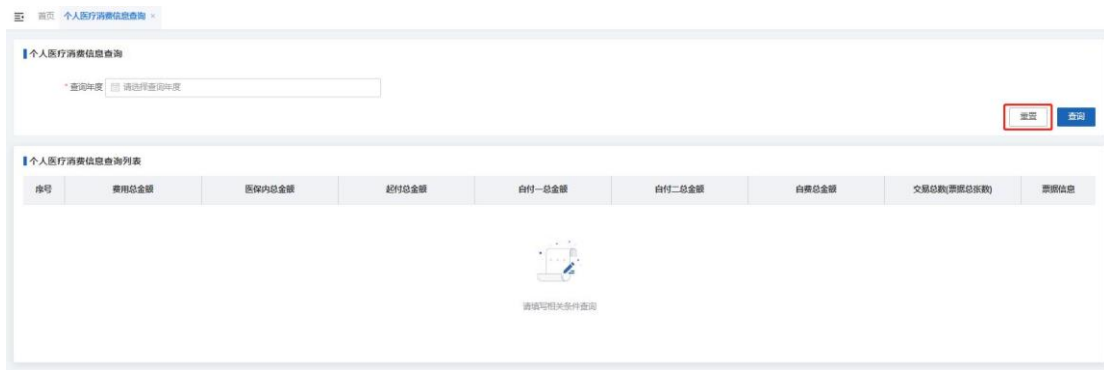 首页 个人医疗消费信息查询 ×
个人医疗消费信息查询
* 查询年度 请选择查询年度
重置 查询
个人医疗消费信息查询列表
序号 费用总金额 医保内总金额 起付总金额 自付一总金额 自付二总金额 自费总金额 交易总数(票据总张数) 票据信息
请填写相关条件查询